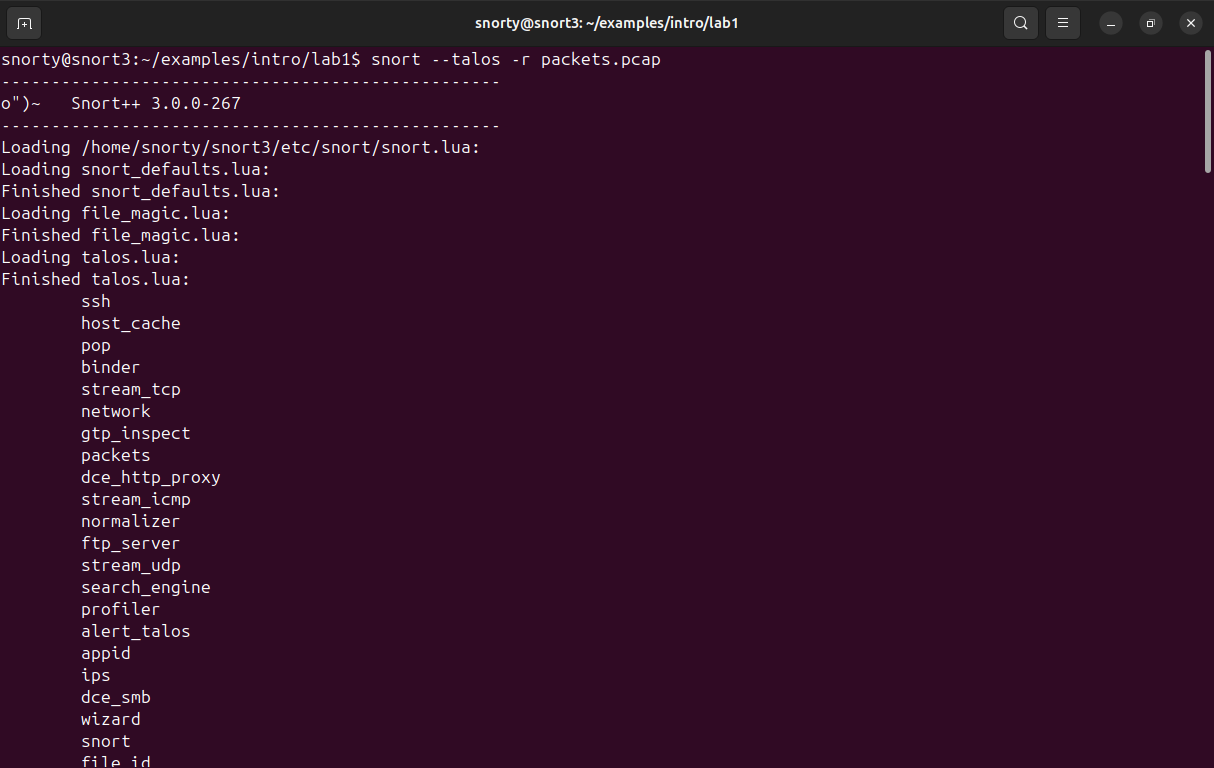 snorty@snort3: ~/examples/intro/lab1
snorty@snort3:~/examples/intro/lab1$ snort --talos -r packets.pcap
--------------------------------------------------
o")~   Snort++ 3.0.0-267
--------------------------------------------------
Loading /home/snorty/snort3/etc/snort/snort.lua:
Loading snort_defaults.lua:
Finished snort_defaults.lua:
Loading file_magic.lua:
Finished file_magic.lua:
Loading talos.lua:
Finished talos.lua:
        ssh
        host_cache
        pop
        binder
        stream_tcp
        network
        gtp_inspect
        packets
        dce_http_proxy
        stream_icmp
        normalizer
        ftp_server
        stream_udp
        search_engine
        profiler
        alert_talos
        appid
        ips
        dce_smb
        wizard
        snort
        file_id